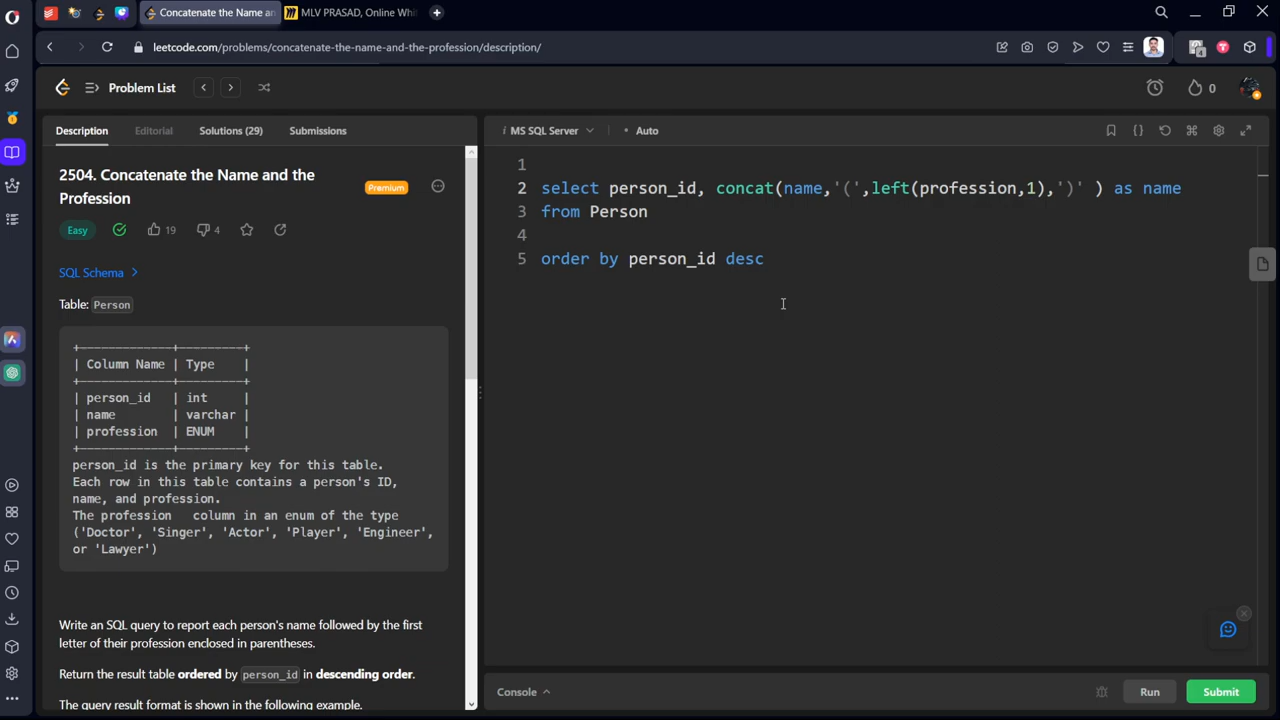 Concatenate the Name an
MLV PRASAD, Online Whi
leetcode.com/problems/concatenate-the-name-and-the-profession/description/
4
Problem List
0
Description
Editorial
Solutions (29)
Submissions
MS SQL Server
Auto
2504. Concatenate the Name and the
Profession
Premium
Easy
19
4
SQL Schema
Table: Person
+-------------+---------+
| Column Name | Type    |
+-------------+---------+
| person_id   | int     |
| name        | varchar |
| profession  | ENUM    |
+-------------+---------+
person_id is the primary key for this table.
Each row in this table contains a person's ID,
name, and profession.
The profession  column in an enum of the type
('Doctor', 'Singer', 'Actor', 'Player', 'Engineer',
or 'Lawyer')
Write an SQL query to report each person's name followed by the first
letter of their profession enclosed in parentheses.
Return the result table ordered by person_id in descending order.
The query result format is shown in the following example.
1
2 select person_id, concat(name,'(',left(profession,1),')' ) as name
3 from Person
4
5 order by person_id desc
Console
Run
Submit